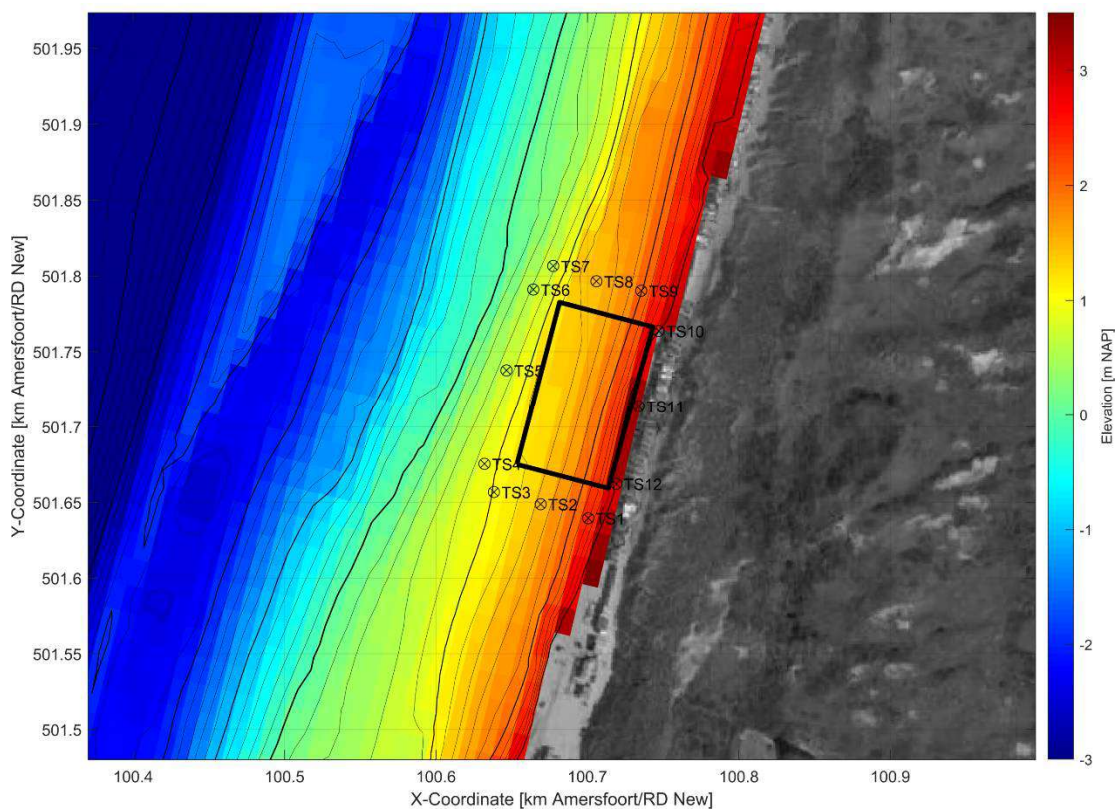 501.95
501.9
501.85
501.8
501.75
501.7
501.65
501.6
501.55
501.5
Y-Coordinate [km Amersfoort/RD New]
TS7
TS8
TS6
TS9
TS10
TS5
TS11
TS4
TS12
TS3
TS2
TS1
100.4
100.5
100.6
100.7
100.8
100.9
X-Coordinate [km Amersfoort/RD New]
3
2
1
0
-1
-2
-3
Elevation [m NAP]